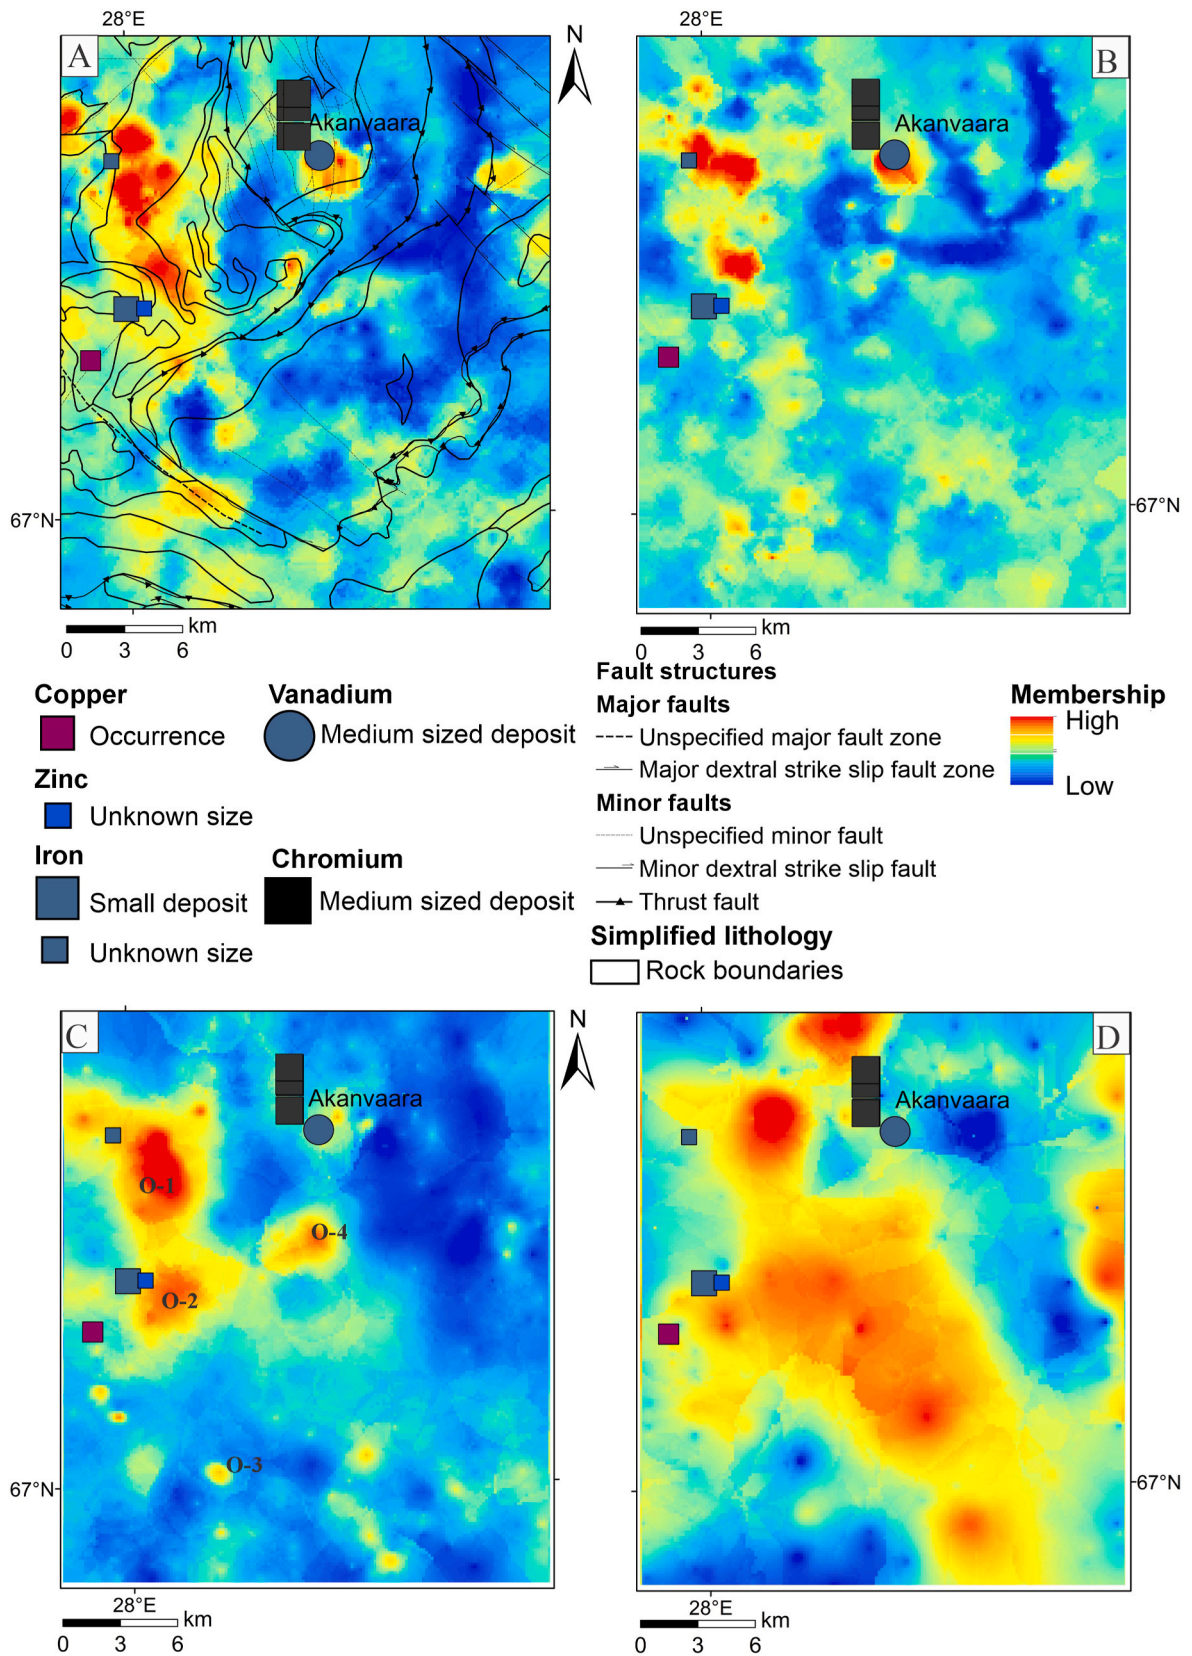 28°E
28°E
A
N
B
Akanvaara
Akanvaara
67°N
67°N
km
0 3 6
km
0 3 6
Copper
Occurrence
Zinc
Unknown size
Iron
Small deposit
Unknown size
Vanadium
Medium sized deposit
Chromium
Medium sized deposit
Fault structures
Major faults
Unspecified major fault zone
Major dextral strike slip fault zone
Minor faults
Unspecified minor fault
Minor dextral strike slip fault
Thrust fault
Simplified lithology
Rock boundaries
Membership
High
Low
C
N
D
Akanvaara
Akanvaara
O-1
O-4
O-2
O-3
67°N
67°N
28°E
28°E
km
0 3 6
km
0 3 6